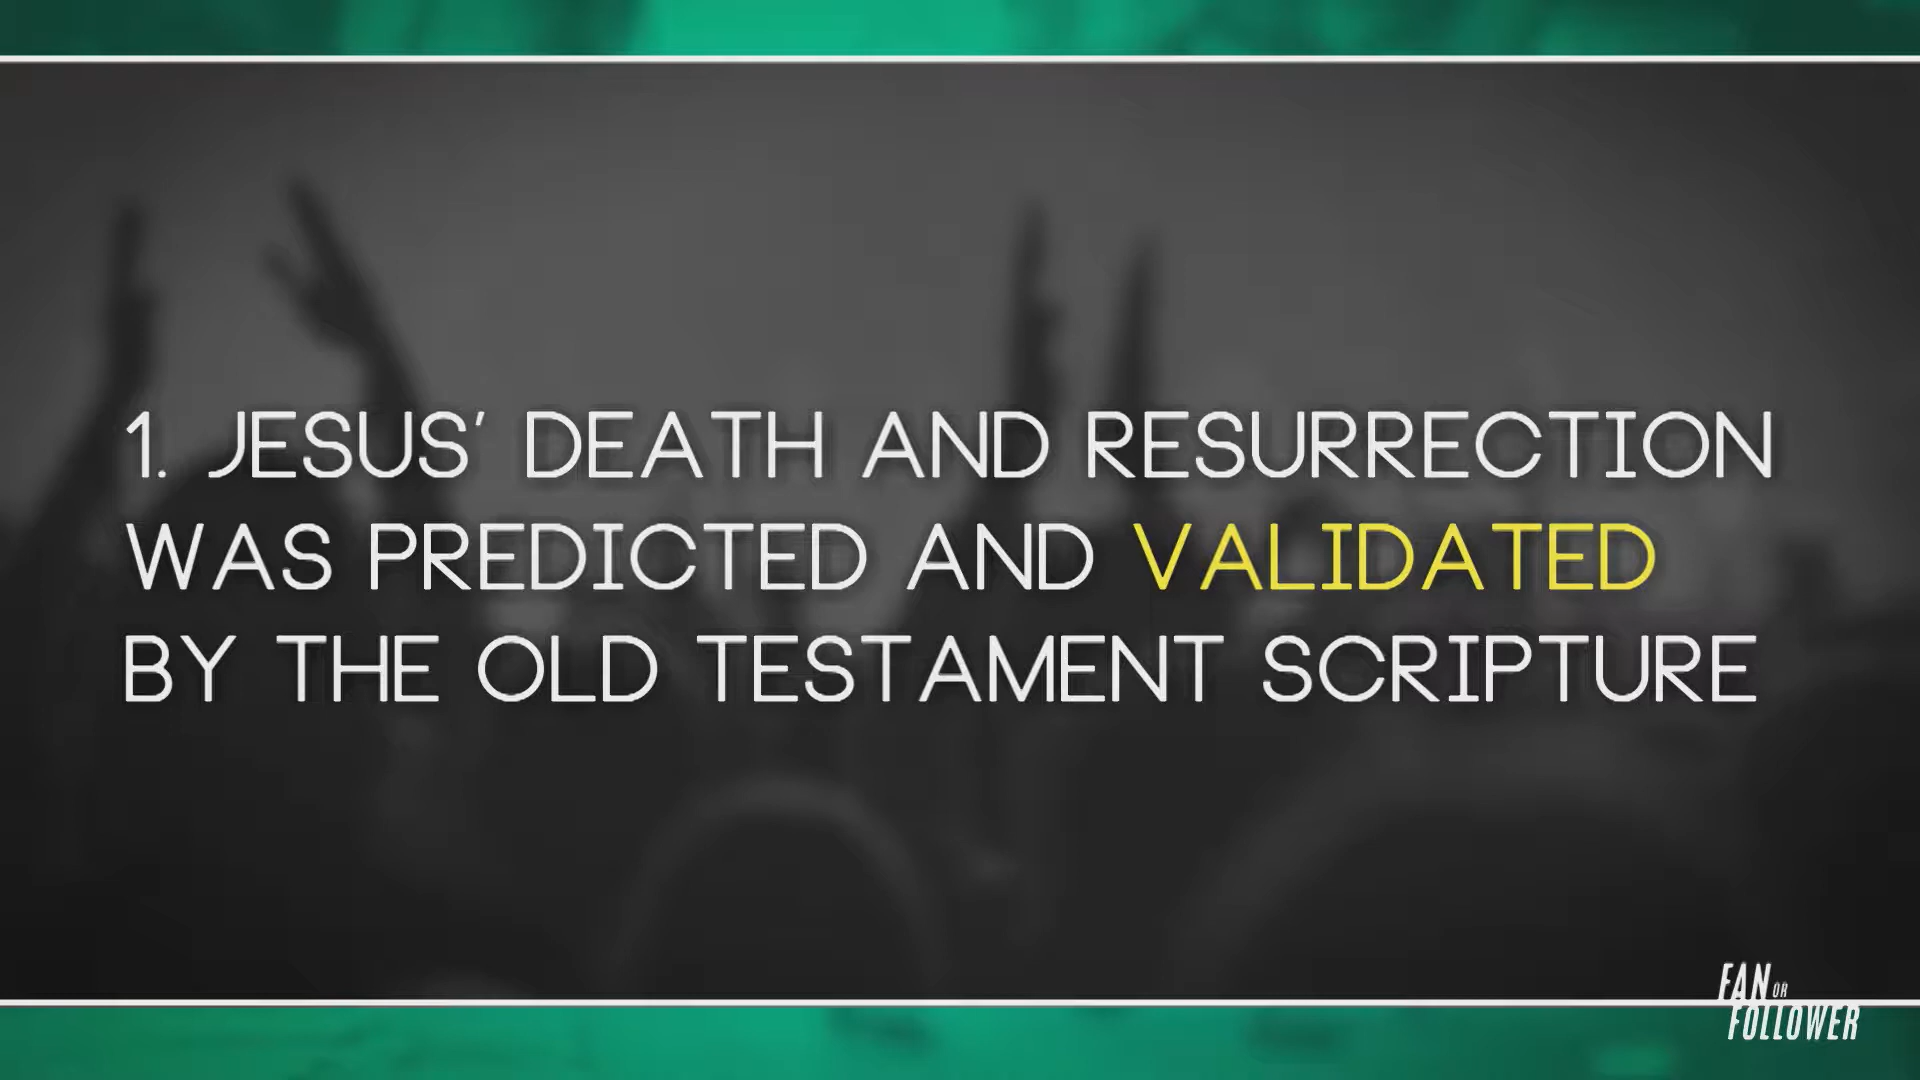 1. JESUS' DEATH AND RESURRECTION
WAS PREDICTED AND VALIDATED
BY THE OLD TESTAMENT SCRIPTURE
FAN OR
FOLLOWER